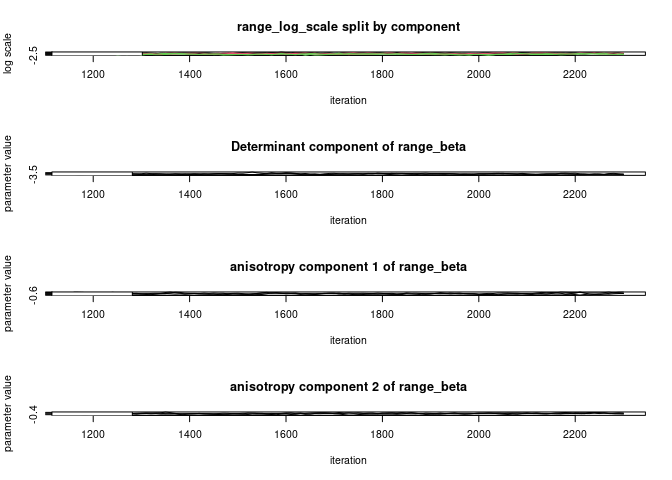 range_log_scale split by component
log scale
-2.5
1200 1400 1600 1800 2000 2200
iteration
Determinant component of range_beta
parameter value
-3.5
1200 1400 1600 1800 2000 2200
iteration
anisotropy component 1 of range_beta
parameter value
-0.6
1200 1400 1600 1800 2000 2200
iteration
anisotropy component 2 of range_beta
parameter value
-0.4
1200 1400 1600 1800 2000 2200
iteration